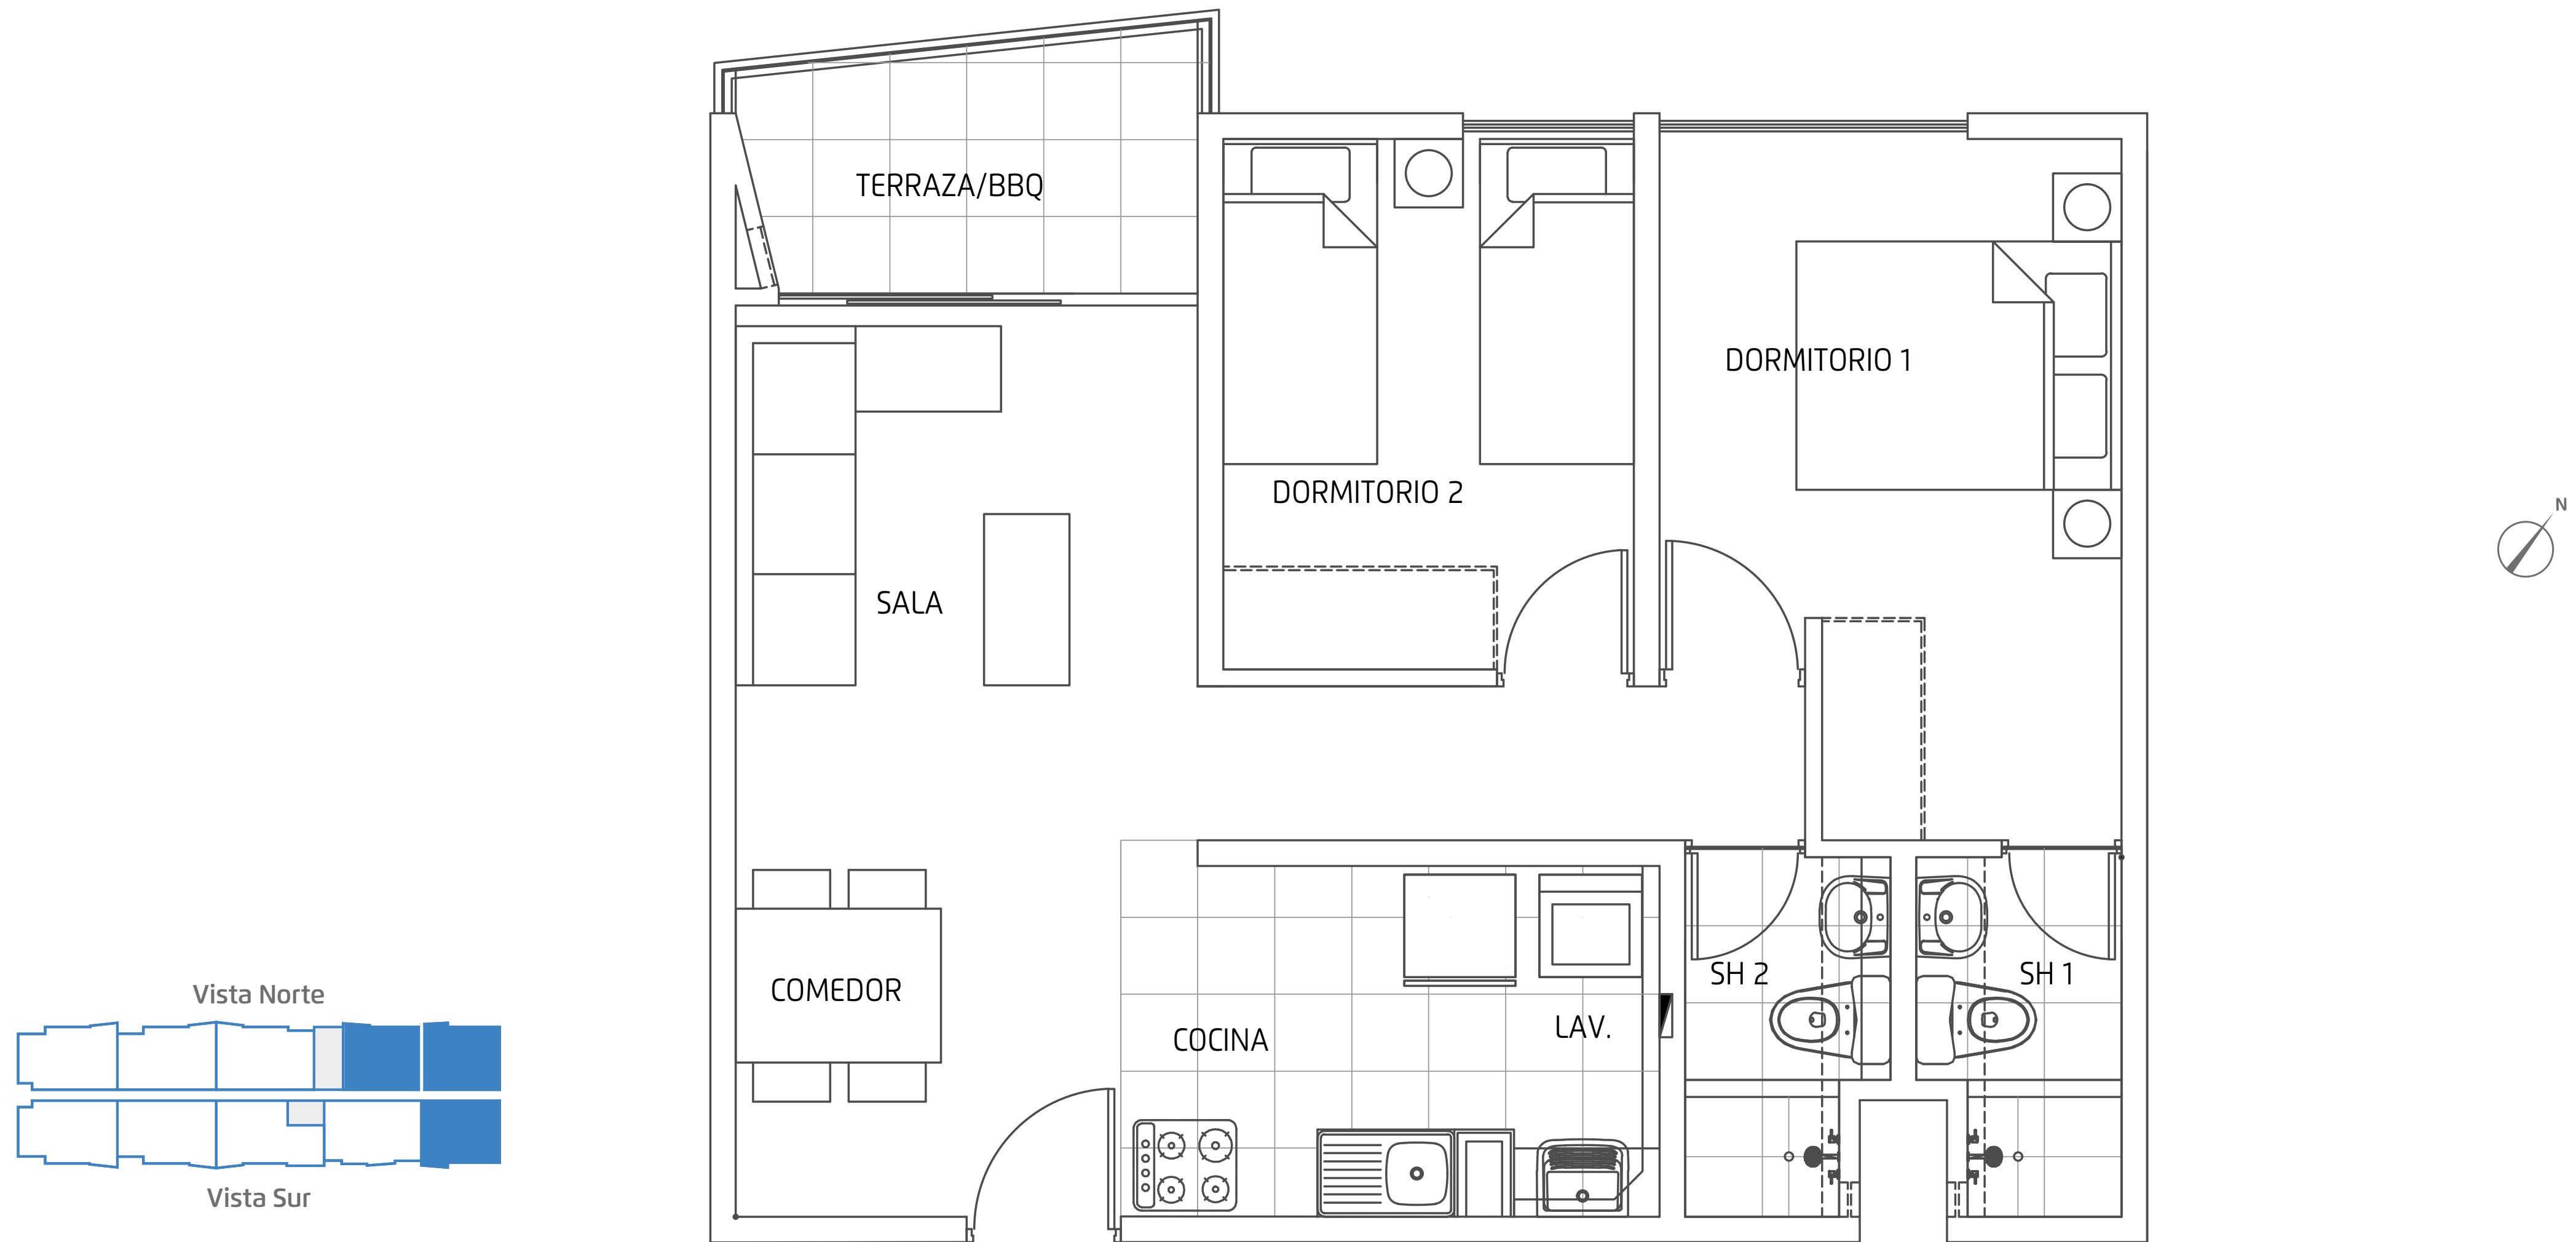 TERRAZA/BBQ
DORMITORIO 1
DORMITORIO 2
N
SALA
SH 2
SH 1
COMEDOR
COCINA
LAV.
Vista Norte
Vista Sur